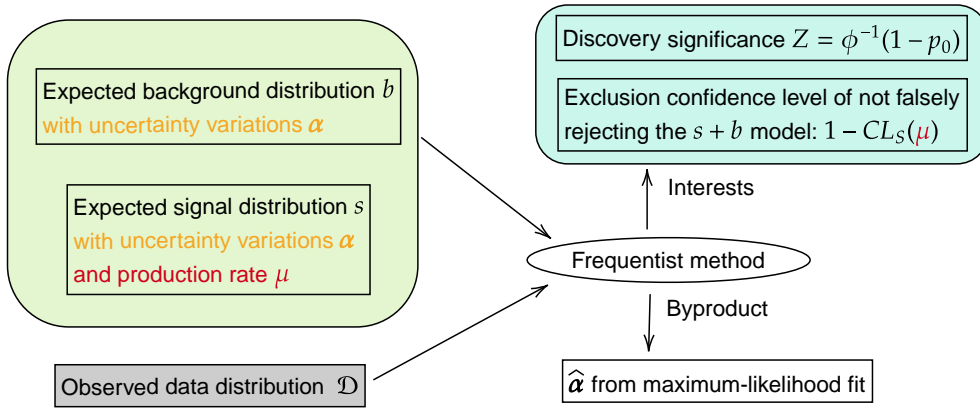 Expected background distribution b
with uncertainty variations α
Expected signal distribution s
with uncertainty variations α
and production rate μ
Observed data distribution 𝒟
Discovery significance Z = ϕ⁻¹(1 − p₀)
Exclusion confidence level of not falsely
rejecting the s + b model: 1 − CL_S(μ)
Interests
Frequentist method
Byproduct
α̂ from maximum-likelihood fit